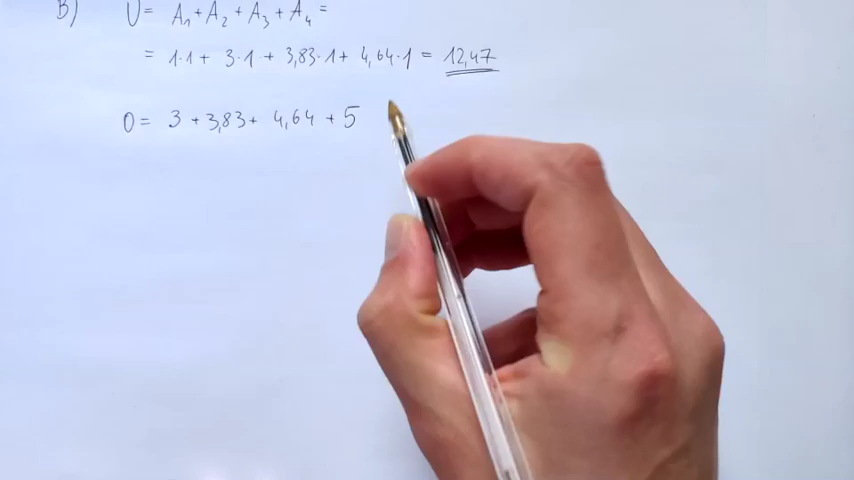 B) U = A₁ + A₂ + A₃ + A₄ =
= 1·1 + 3·1 + 3,83·1 + 4,64·1 = 12,47
O = 3 + 3,83 + 4,64 + 5